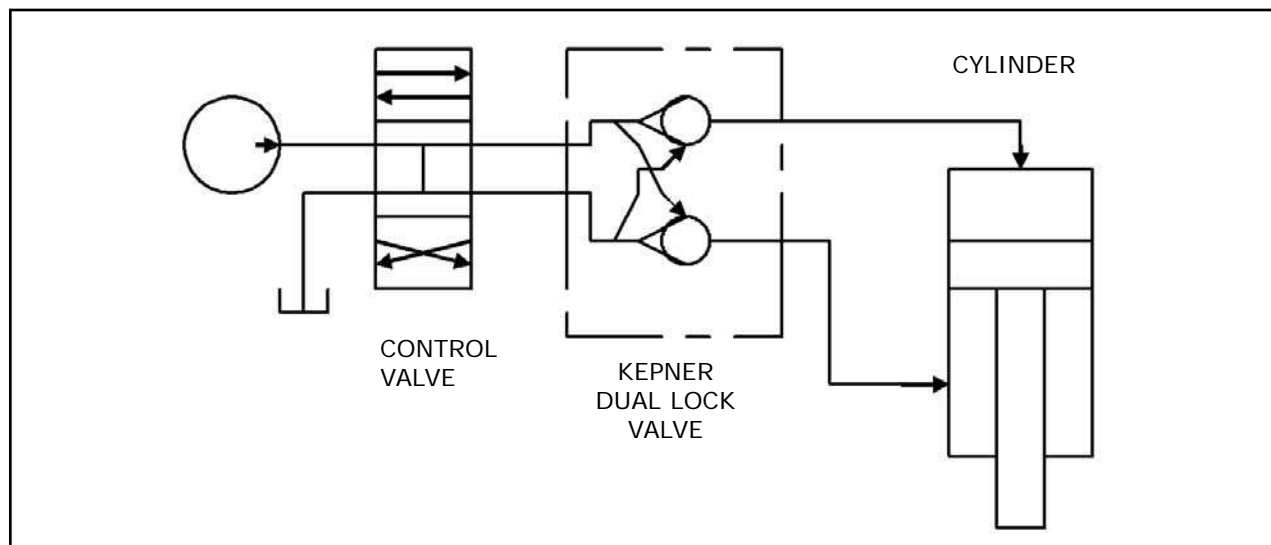 CYLINDER
CONTROL
VALVE
KEPNER
DUAL LOCK
VALVE